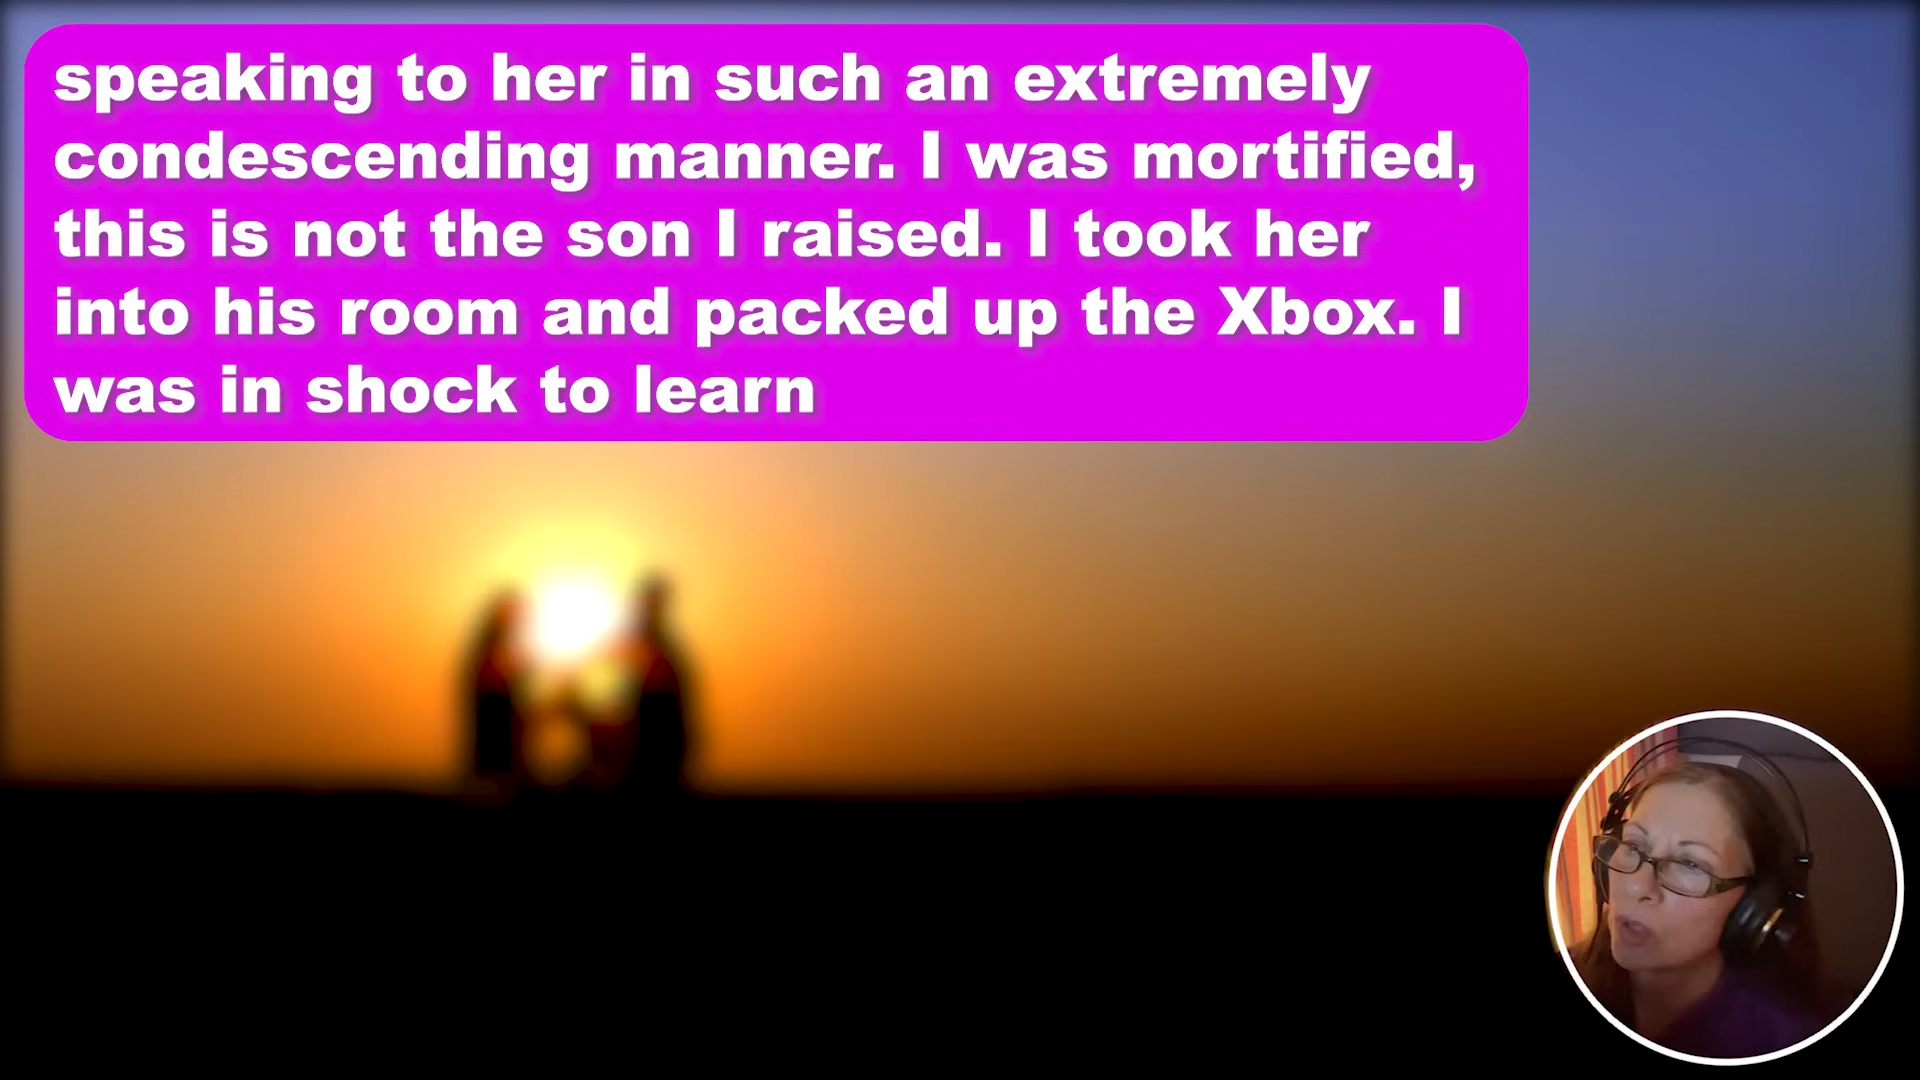 speaking to her in such an extremely
condescending manner. I was mortified,
this is not the son I raised. I took her
into his room and packed up the Xbox. I
was in shock to learn